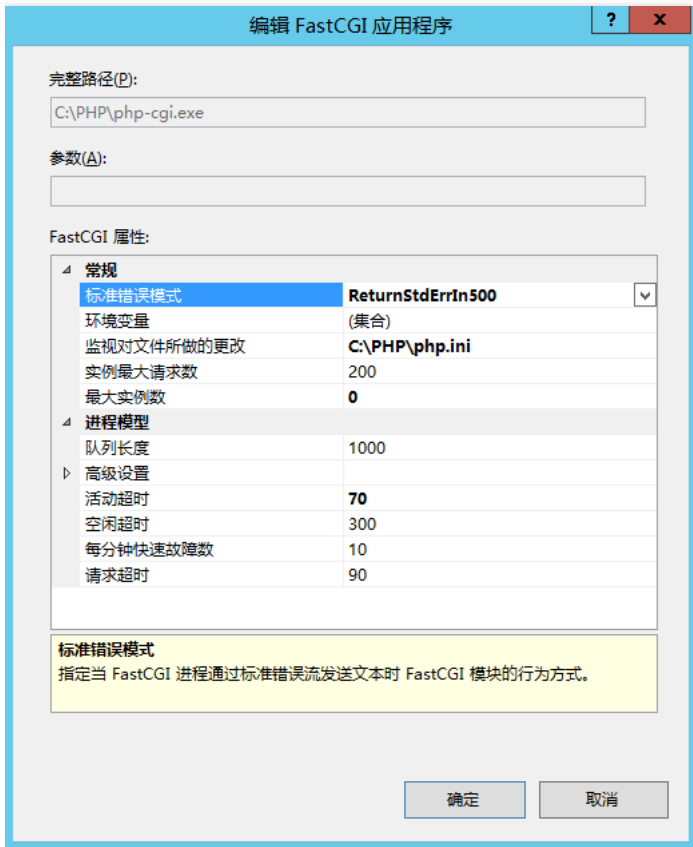 编辑 FastCGI 应用程序
?
x
完整路径(P):
C:\PHP\php-cgi.exe
参数(A):
FastCGI 属性:
常规
标准错误模式 ReturnStdErrIn500
环境变量 (集合)
监视对文件所做的更改 C:\PHP\php.ini
实例最大请求数 200
最大实例数 0
进程模型
队列长度 1000
高级设置
活动超时 70
空闲超时 300
每分钟快速故障数 10
请求超时 90
标准错误模式
指定当 FastCGI 进程通过标准错误流发送文本时 FastCGI 模块的行为方式。
确定 取消